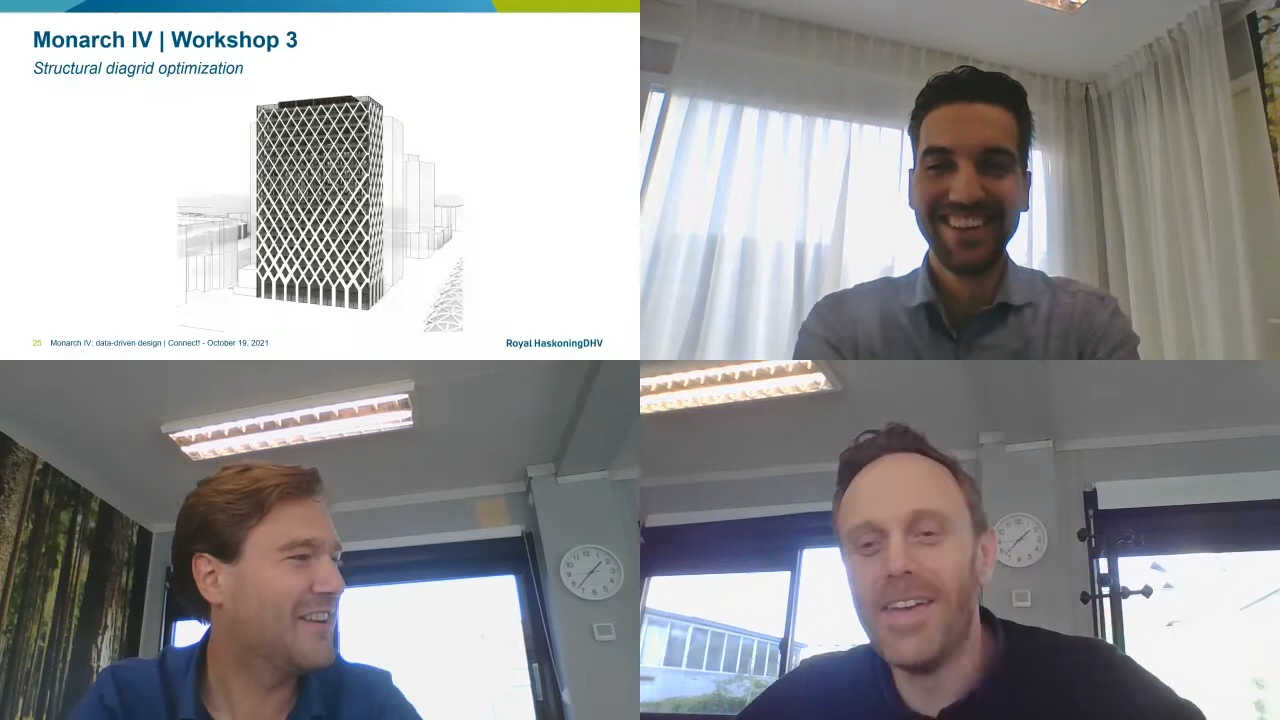 Monarch IV | Workshop 3
Structural diagrid optimization
25 Monarch IV: data-driven design | Connect! - October 19, 2021
Royal HaskoningDHV